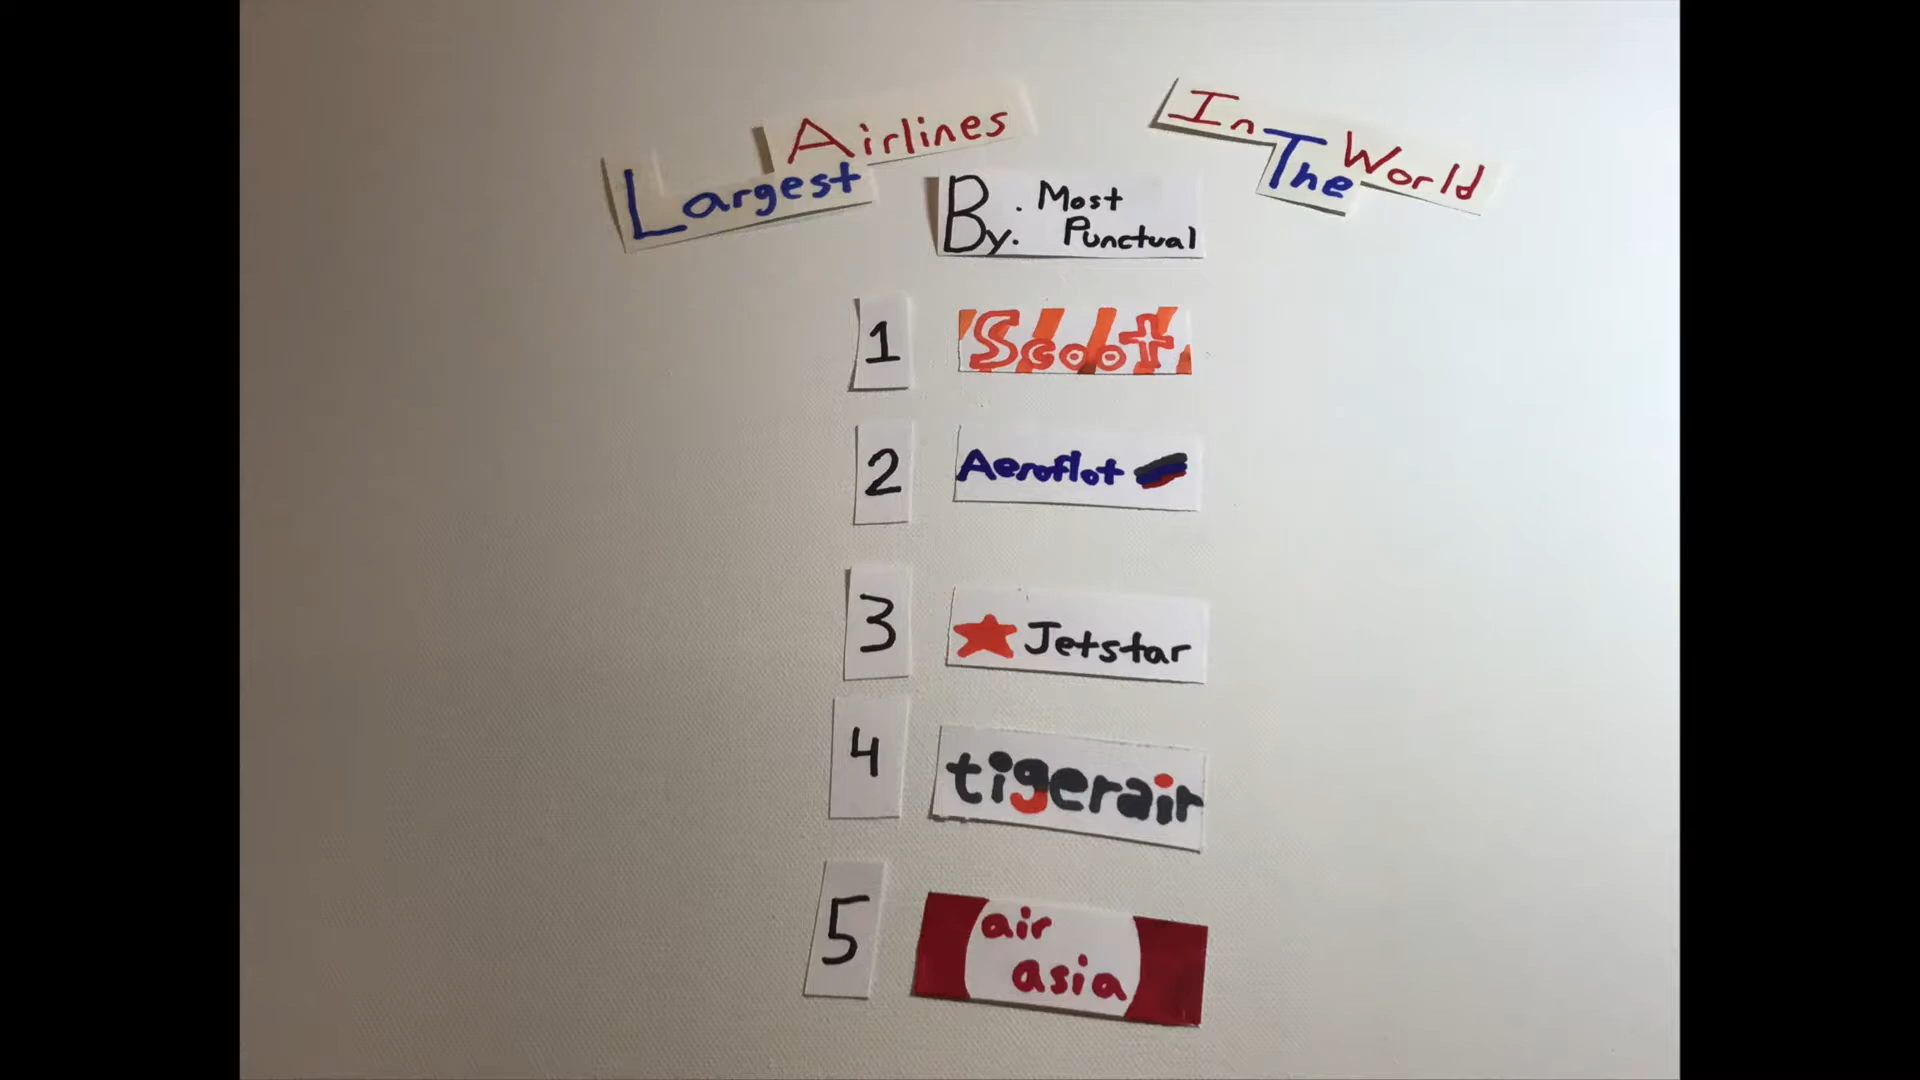 Largest Airlines In The World
By: Most
Punctual
1 Scoot
2 Aeroflot
3 Jetstar
4 tigerair
5 air
asia